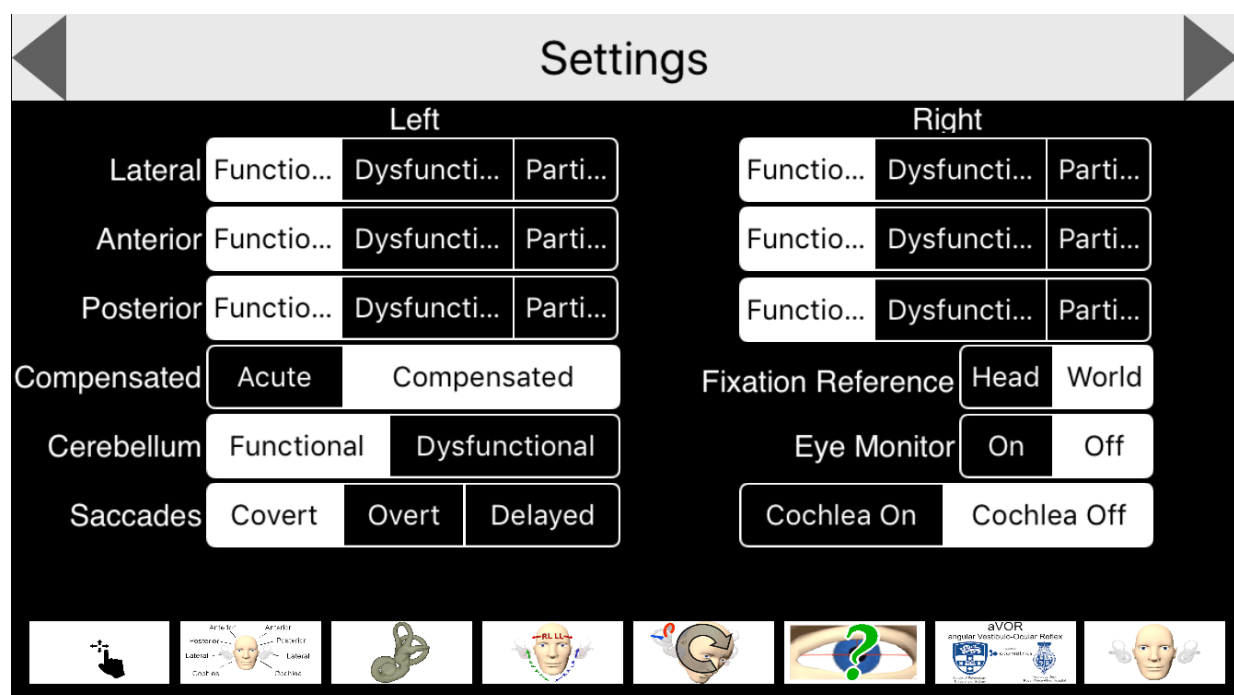 Settings
Left Right
Lateral Functio... Dysfuncti... Parti... Functio... Dysfuncti... Parti...
Anterior Functio... Dysfuncti... Parti... Functio... Dysfuncti... Parti...
Posterior Functio... Dysfuncti... Parti... Functio... Dysfuncti... Parti...
Compensated Acute Compensated Fixation Reference Head World
Cerebellum Functional Dysfunctional Eye Monitor On Off
Saccades Covert Overt Delayed Cochlea On Cochlea Off
Anterior Anterior
Posterior Posterior
Lateral Lateral
Cochlea Cochlea
RL LL
?
aVOR
angular Vestibulo-Ocular Reflex